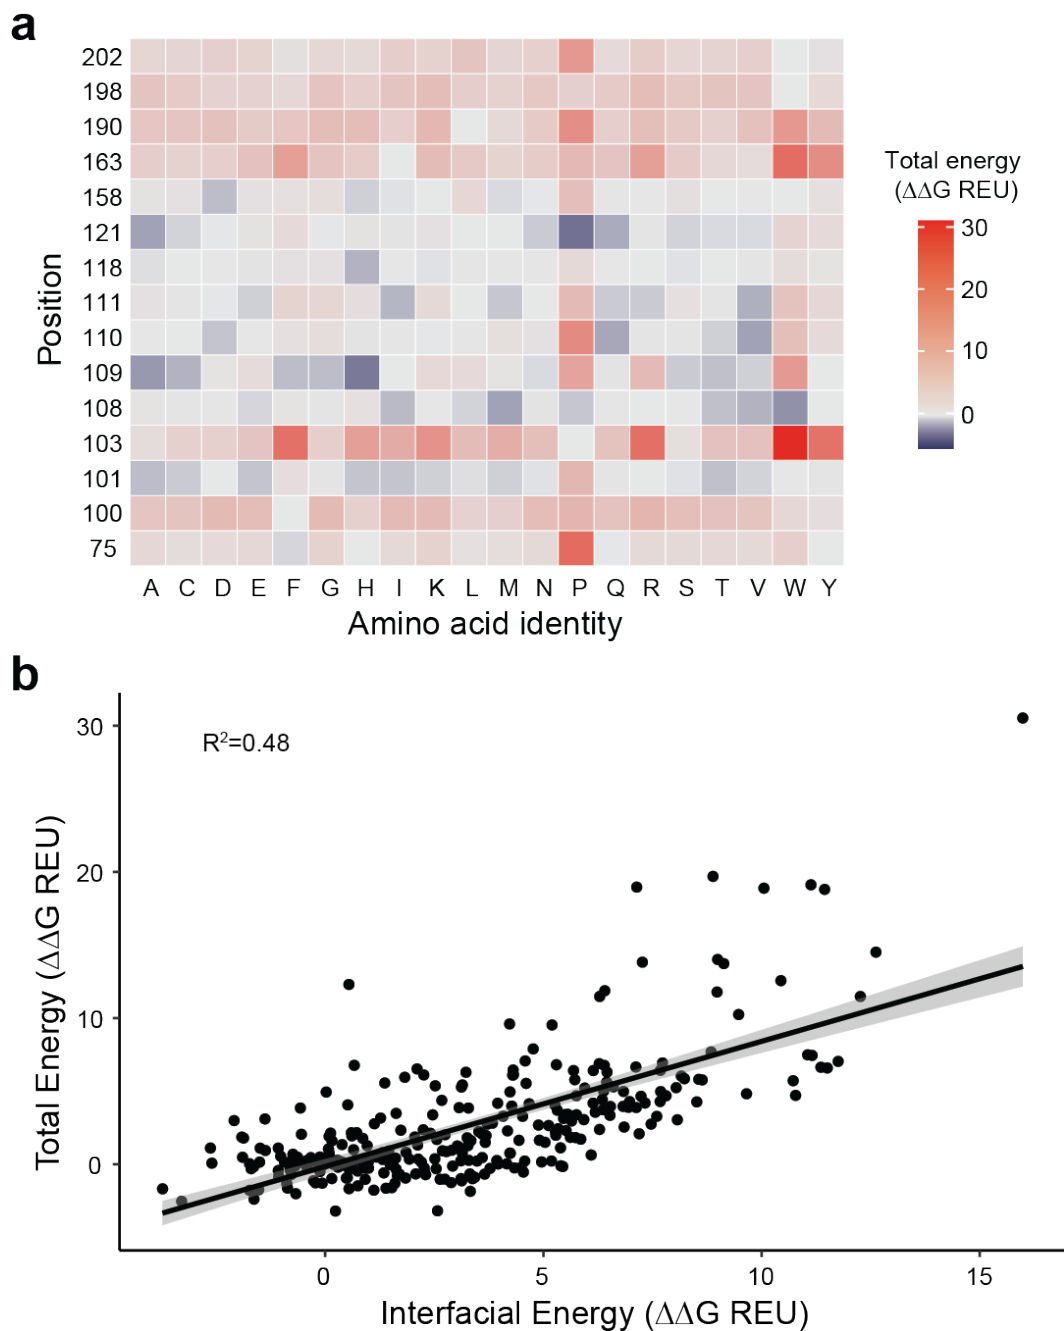 a
202
198
190
163
158
121
118
111
110
109
108
103
101
100
75
Position
A C D E F G H I K L M N P Q R S T V W Y
Amino acid identity
Total energy
(ΔΔG REU)
30
20
10
0
b
R²=0.48
30
20
10
0
Total Energy (ΔΔG REU)
0 5 10 15
Interfacial Energy (ΔΔG REU)